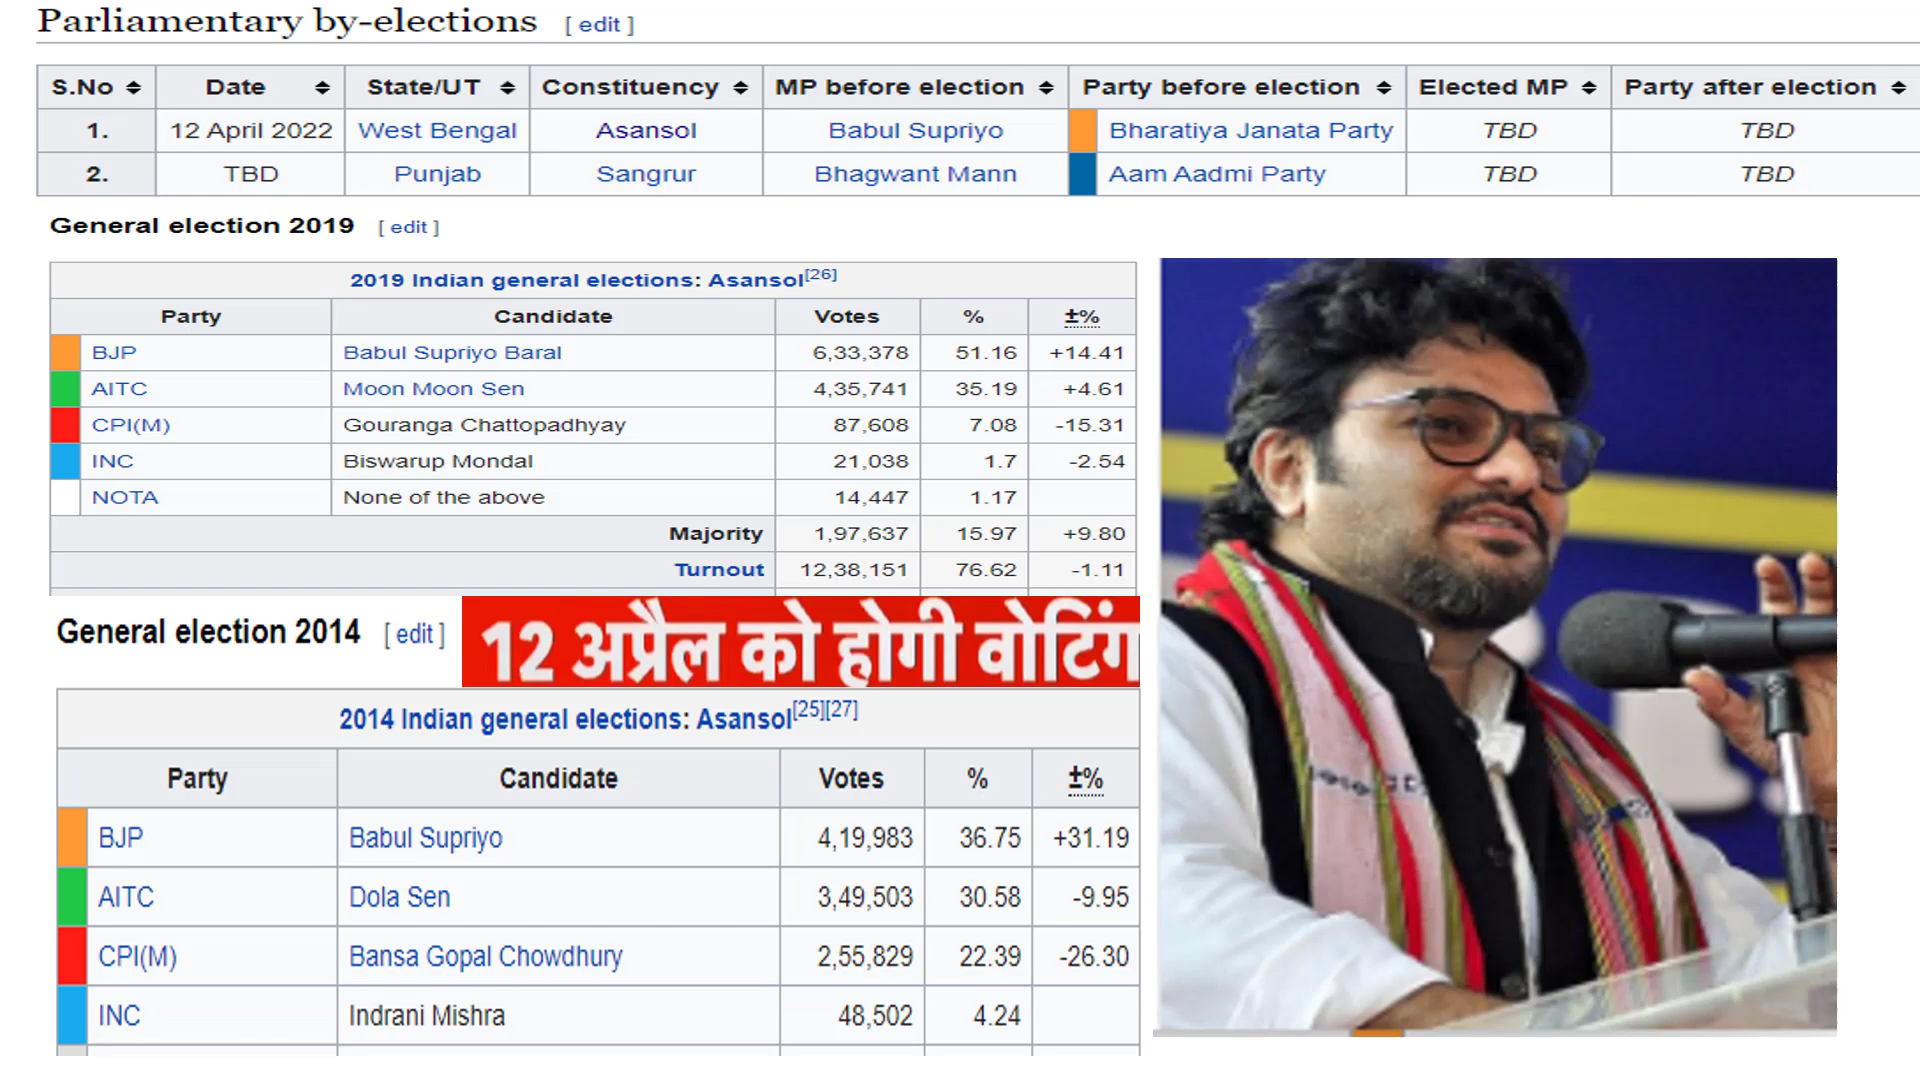 Parliamentary by-elections [ edit ]
S.No Date State/UT Constituency MP before election Party before election Elected MP Party after election
1. 12 April 2022 West Bengal Asansol Babul Supriyo Bharatiya Janata Party TBD TBD
2. TBD Punjab Sangrur Bhagwant Mann Aam Aadmi Party TBD TBD
General election 2019 [ edit ]
2019 Indian general elections: Asansol[26]
Party Candidate Votes % ±%
BJP Babul Supriyo Baral 6,33,378 51.16 +14.41
AITC Moon Moon Sen 4,35,741 35.19 +4.61
CPI(M) Gouranga Chattopadhyay 87,608 7.08 -15.31
INC Biswarup Mondal 21,038 1.7 -2.54
NOTA None of the above 14,447 1.17
Majority 1,97,637 15.97 +9.80
Turnout 12,38,151 76.62 -1.11
General election 2014 [ edit ]
12 अप्रैल को होगी वोटिंग
2014 Indian general elections: Asansol[25][27]
Party Candidate Votes % ±%
BJP Babul Supriyo 4,19,983 36.75 +31.19
AITC Dola Sen 3,49,503 30.58 -9.95
CPI(M) Bansa Gopal Chowdhury 2,55,829 22.39 -26.30
INC Indrani Mishra 48,502 4.24